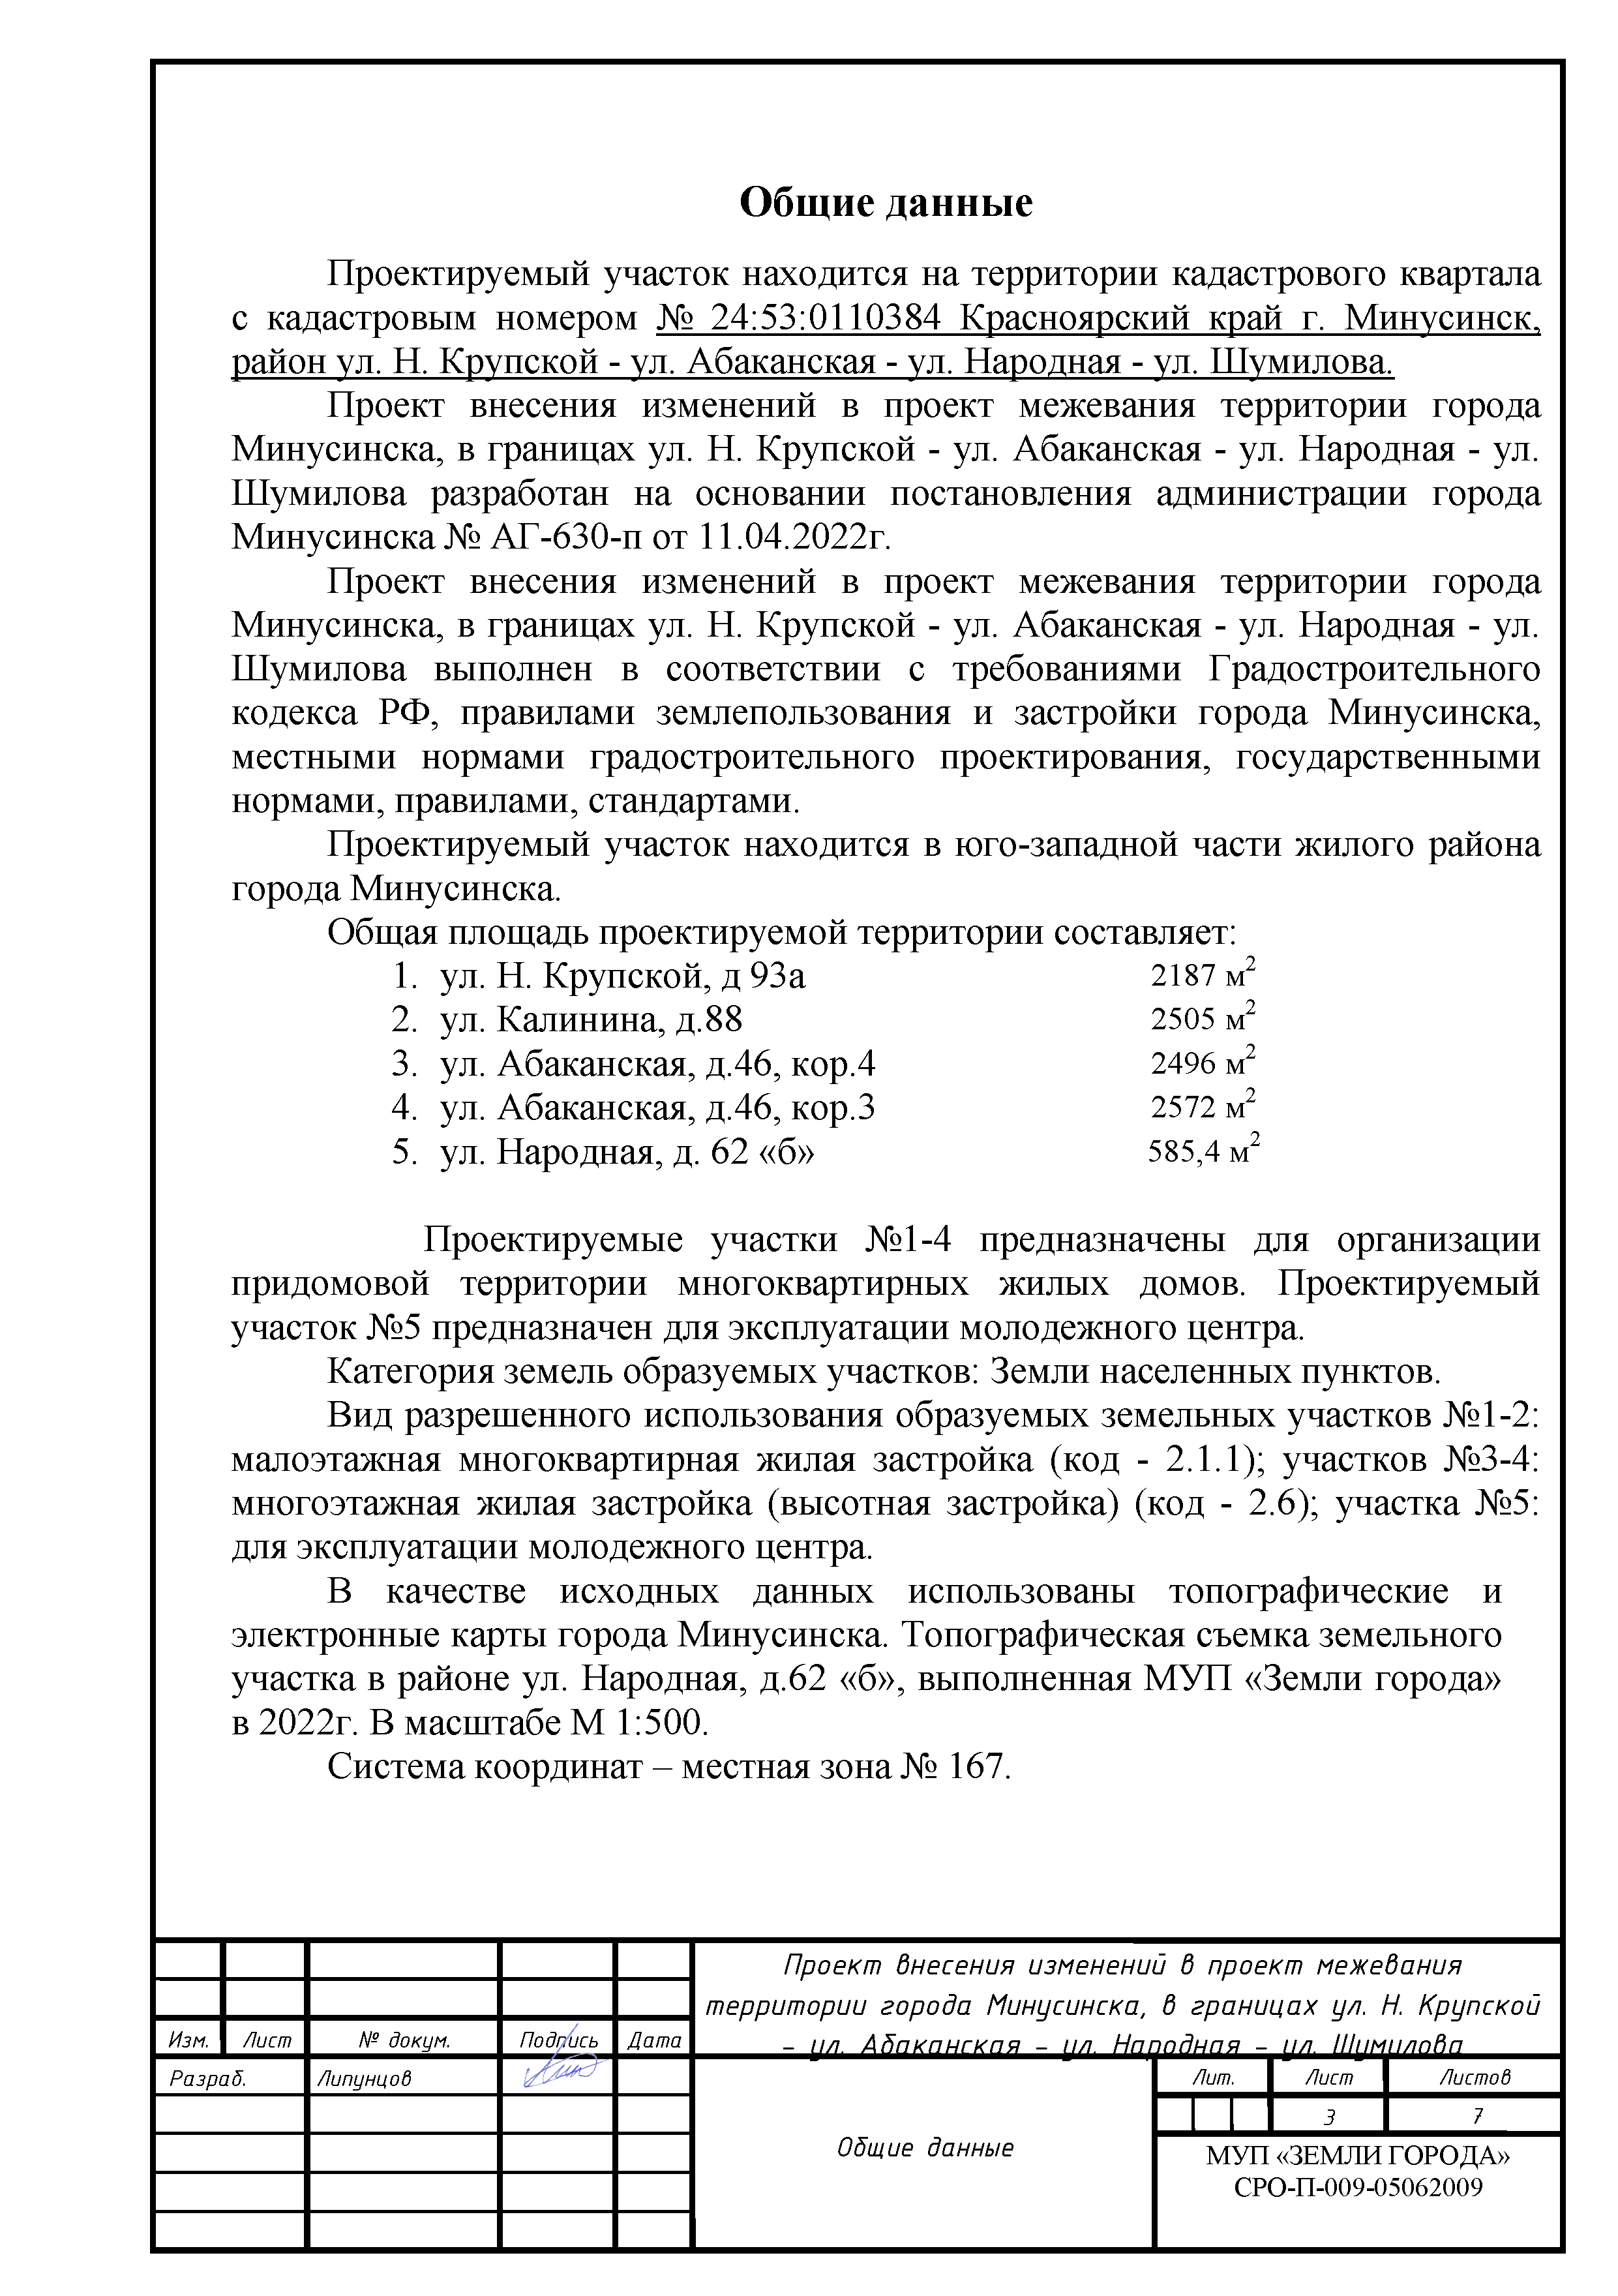 Общие данные
Проектируемый участок находится на территории кадастрового квартала
с кадастровым номером № 24:53:0110384 Красноярский край г. Минусинск,
район ул. Н. Крупской - ул. Абаканская - ул. Народная - ул. Шумилова.
Проект внесения изменений в проект межевания территории города
Минусинска, в границах ул. Н. Крупской - ул. Абаканская - ул. Народная - ул.
Шумилова разработан на основании постановления администрации города
Минусинска № АГ-630-п от 11.04.2022г.
Проект внесения изменений в проект межевания территории города
Минусинска, в границах ул. Н. Крупской - ул. Абаканская - ул. Народная - ул.
Шумилова выполнен в соответствии с требованиями Градостроительного
кодекса РФ, правилами землепользования и застройки города Минусинска,
местными нормами градостроительного проектирования, государственными
нормами, правилами, стандартами.
Проектируемый участок находится в юго-западной части жилого района
города Минусинска.
Общая площадь проектируемой территории составляет:
1. ул. Н. Крупской, д 93а 2187 м²
2. ул. Калинина, д.88 2505 м²
3. ул. Абаканская, д.46, кор.4 2496 м²
4. ул. Абаканская, д.46, кор.3 2572 м²
5. ул. Народная, д. 62 «б» 585,4 м²
Проектируемые участки №1-4 предназначены для организации
придомовой территории многоквартирных жилых домов. Проектируемый
участок №5 предназначен для эксплуатации молодежного центра.
Категория земель образуемых участков: Земли населенных пунктов.
Вид разрешенного использования образуемых земельных участков №1-2:
малоэтажная многоквартирная жилая застройка (код - 2.1.1); участков №3-4:
многоэтажная жилая застройка (высотная застройка) (код - 2.6); участка №5:
для эксплуатации молодежного центра.
В качестве исходных данных использованы топографические и
электронные карты города Минусинска. Топографическая съемка земельного
участка в районе ул. Народная, д.62 «б», выполненная МУП «Земли города»
в 2022г. В масштабе М 1:500.
Система координат – местная зона № 167.
Проект внесения изменений в проект межевания
территории города Минусинска, в границах ул. Н. Крупской
- ул. Абаканская - ул. Народная - ул. Шумилова
Изм. Лист № докум. Подпись Дата
Разраб. Липунцов
Лит. Лист Листов
3 7
Общие данные
МУП «ЗЕМЛИ ГОРОДА»
СРО-П-009-05062009